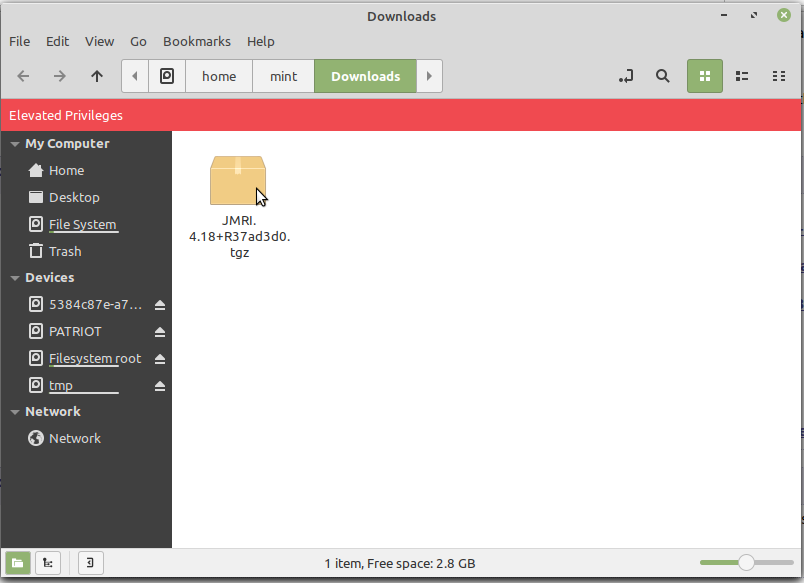 Downloads
File Edit View Go Bookmarks Help
home mint Downloads
Elevated Privileges
My Computer
Home
Desktop
File System
Trash
Devices
5384c87e-a7...
PATRIOT
Filesystem root
tmp
Network
Network
JMRI.
4.18+R37ad3d0.
tgz
1 item, Free space: 2.8 GB